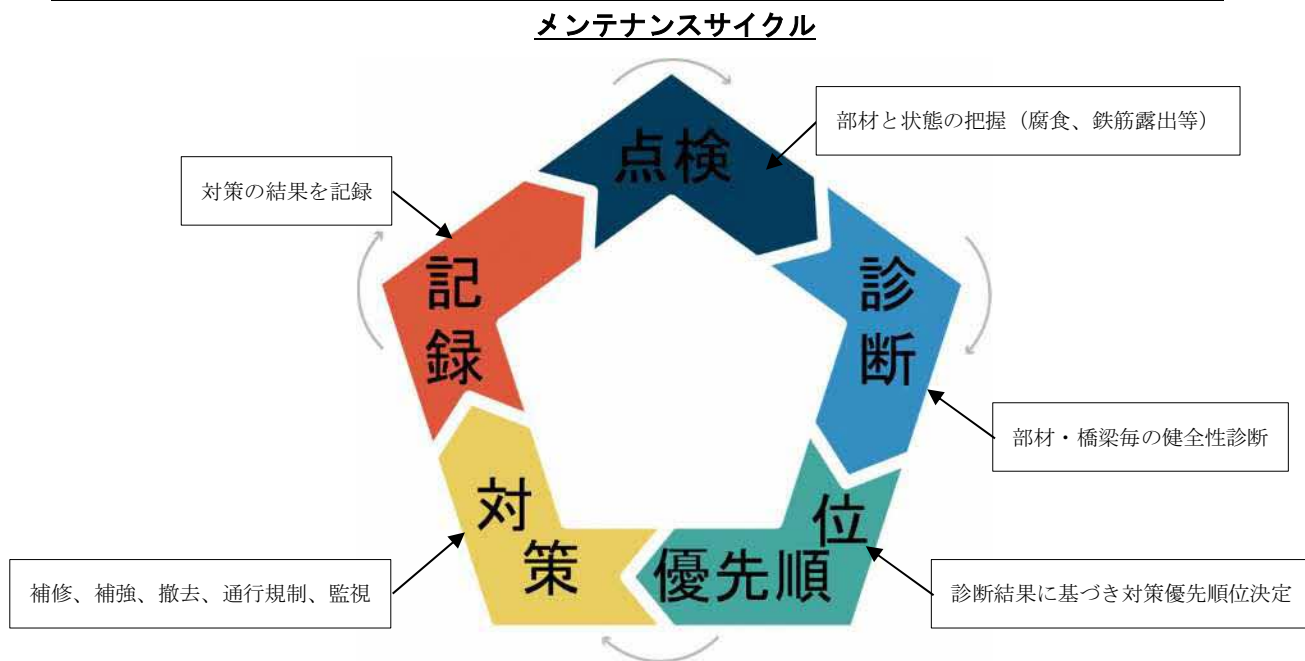 メンテナンスサイクル
点検
部材と状態の把握（腐食、鉄筋露出等）
診断
部材・橋梁毎の健全性診断
優先順位
診断結果に基づき対策優先順位決定
対策
補修、補強、撤去、通行規制、監視
記録
対策の結果を記録